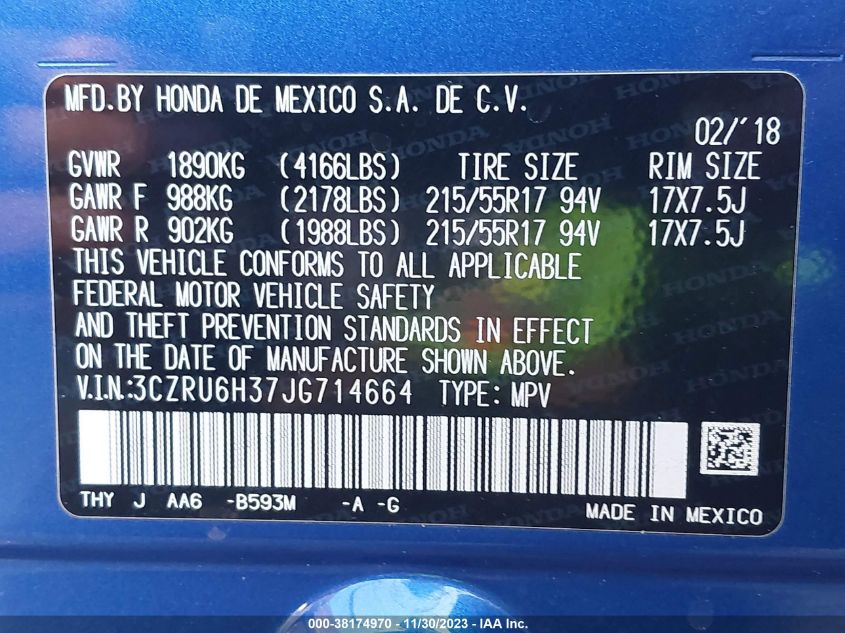 MFD.BY HONDA DE MEXICO S.A. DE C.V.
02/'18
GVWR 1890KG (4166LBS) TIRE SIZE RIM SIZE
GAWR F 988KG (2178LBS) 215/55R17 94V 17X7.5J
GAWR R 902KG (1988LBS) 215/55R17 94V 17X7.5J
THIS VEHICLE CONFORMS TO ALL APPLICABLE
FEDERAL MOTOR VEHICLE SAFETY
AND THEFT PREVENTION STANDARDS IN EFFECT
ON THE DATE OF MANUFACTURE SHOWN ABOVE.
V.I.N.:3CZRU6H37JG714664 TYPE: MPV
THY J AA6 -B593M -A -G
MADE IN MEXICO
000-38174970 - 11/30/2023 - IAA Inc.